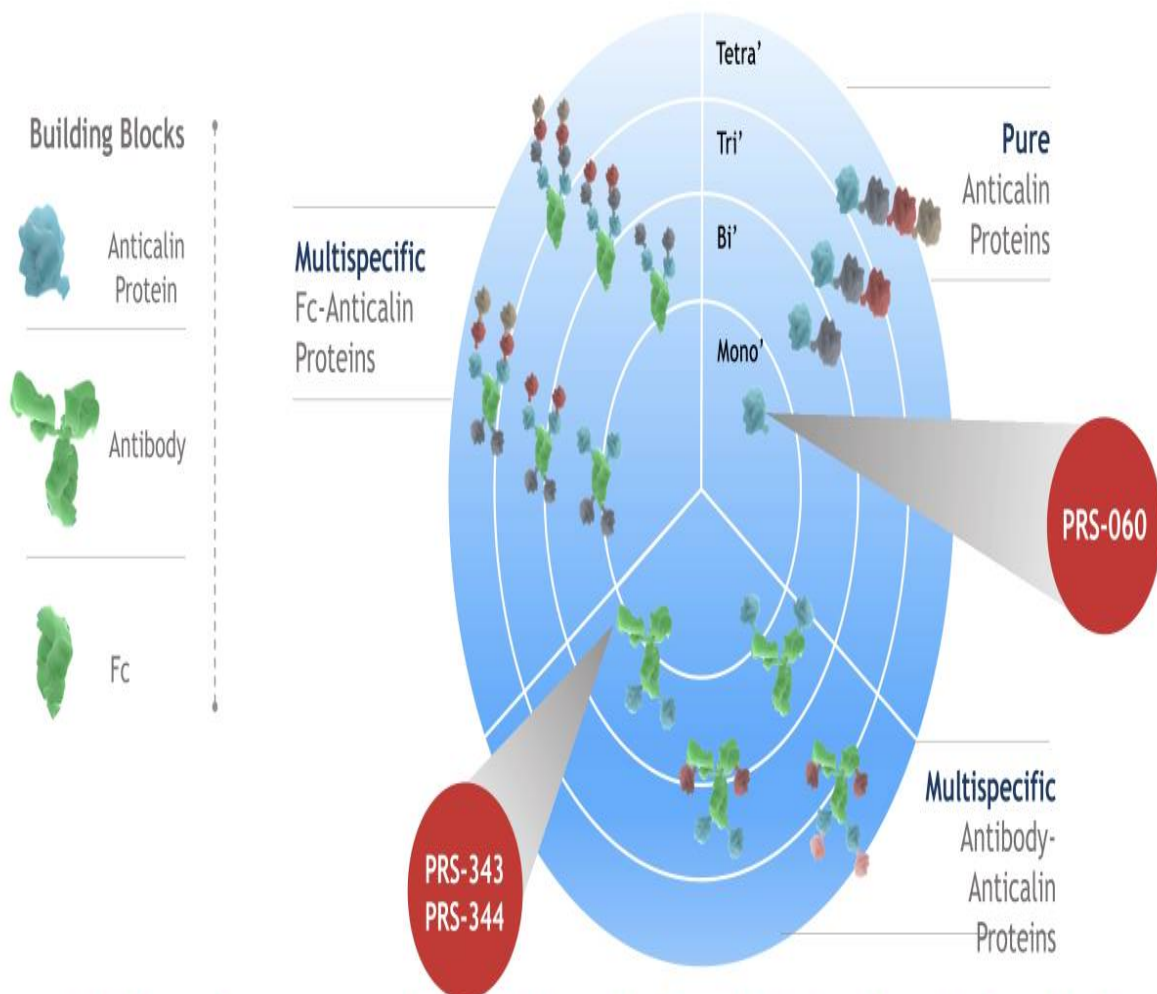 Building Blocks
Anticalin
Protein
Antibody
Fc
Multispecific
Fc-Anticalin
Proteins
Tetra’
Tri’
Bi’
Mono’
Pure
Anticalin
Proteins
PRS-060
PRS-343
PRS-344
Multispecific
Antibody-
Anticalin
Proteins